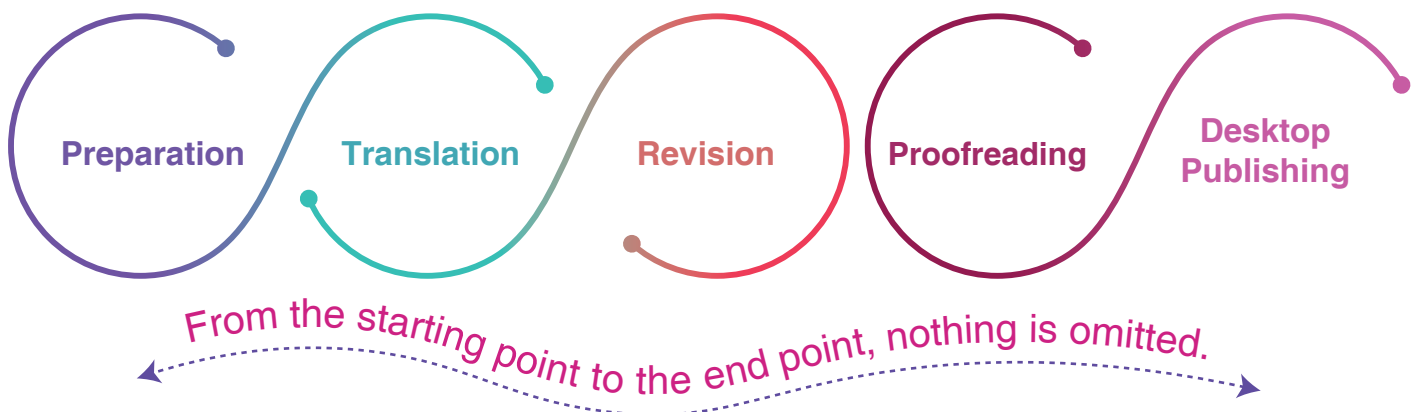 Preparation
Translation
Revision
Proofreading
Desktop
Publishing
From the starting point to the end point, nothing is omitted.